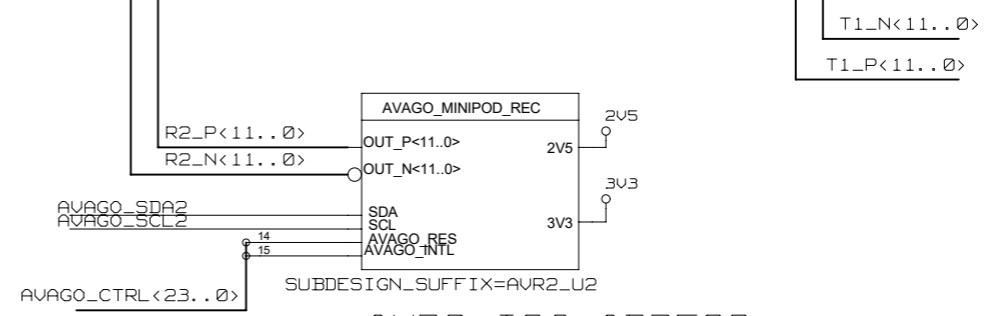 T1_N<11..0>
T1_P<11..0>
AVAGO_MINIPOD_REC
2V5
R2_P<11..0>
OUT_P<11..0>
2V5
R2_N<11..0>
OUT_N<11..0>
3V3
AVAGO_SDA2
SDA
AVAGO_SCL2
SCL
3V3
14
AVAGO_RES
15
AVAGO_INTL
SUBDESIGN_SUFFIX=AVR2_U2
AVAGO_CTRL<23..0>